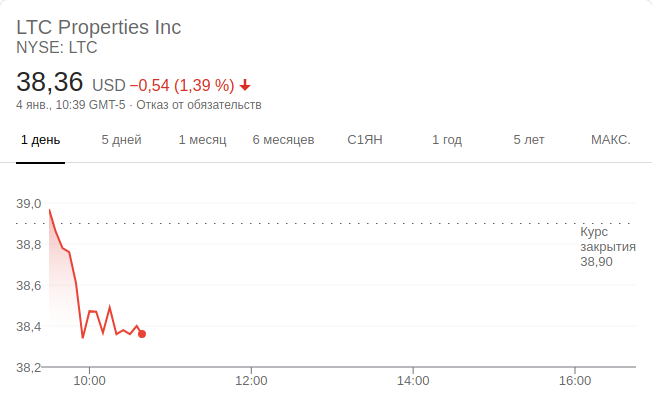 LTC Properties Inc
NYSE: LTC
38,36 USD −0,54 (1,39 %)
4 янв., 10:39 GMT-5 · Отказ от обязательств
1 день 5 дней 1 месяц 6 месяцев С1ЯН 1 год 5 лет МАКС.
39,0
38,8
38,6
38,4
38,2
Курс
закрытия
38,90
10:00 12:00 14:00 16:00